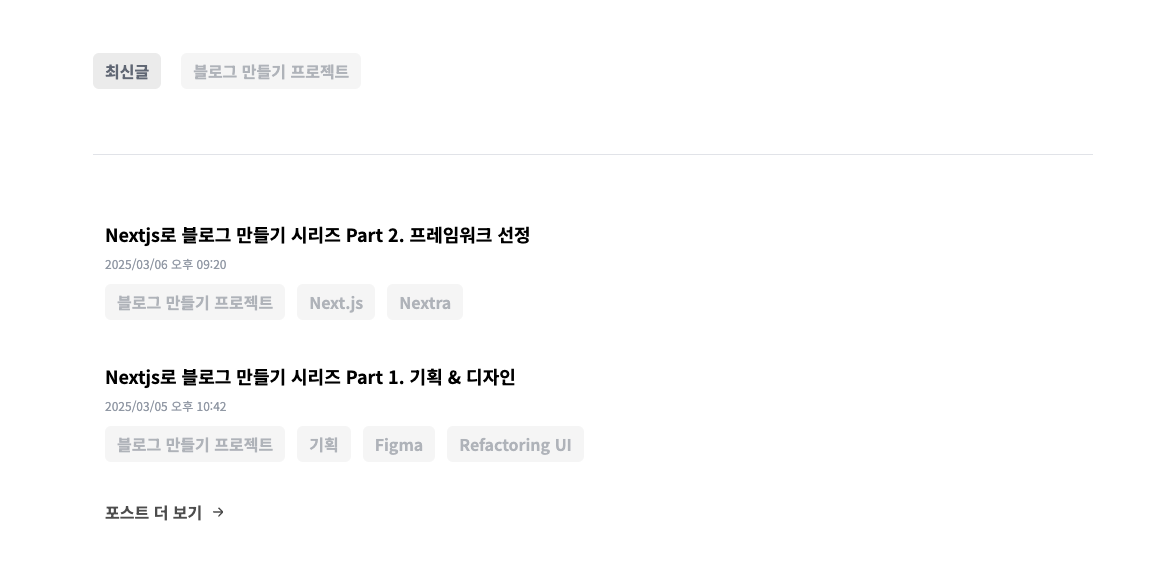 최신글 블로그 만들기 프로젝트
Nextjs로 블로그 만들기 시리즈 Part 2. 프레임워크 선정
2025/03/06 오후 09:20
블로그 만들기 프로젝트 Next.js Nextra
Nextjs로 블로그 만들기 시리즈 Part 1. 기획 & 디자인
2025/03/05 오후 10:42
블로그 만들기 프로젝트 기획 Figma Refactoring UI
포스트 더 보기 →